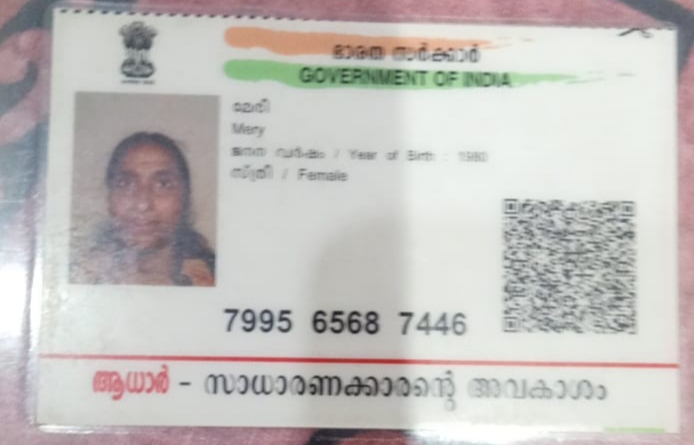 ഭാരത സർക്കാർ
GOVERNMENT OF INDIA
മേരി
Mery
ജനന വർഷം / Year of Birth : 1980
സ്ത്രീ / Female
7995 6568 7446
ആധാർ - സാധാരണക്കാരന്റെ അവകാശം